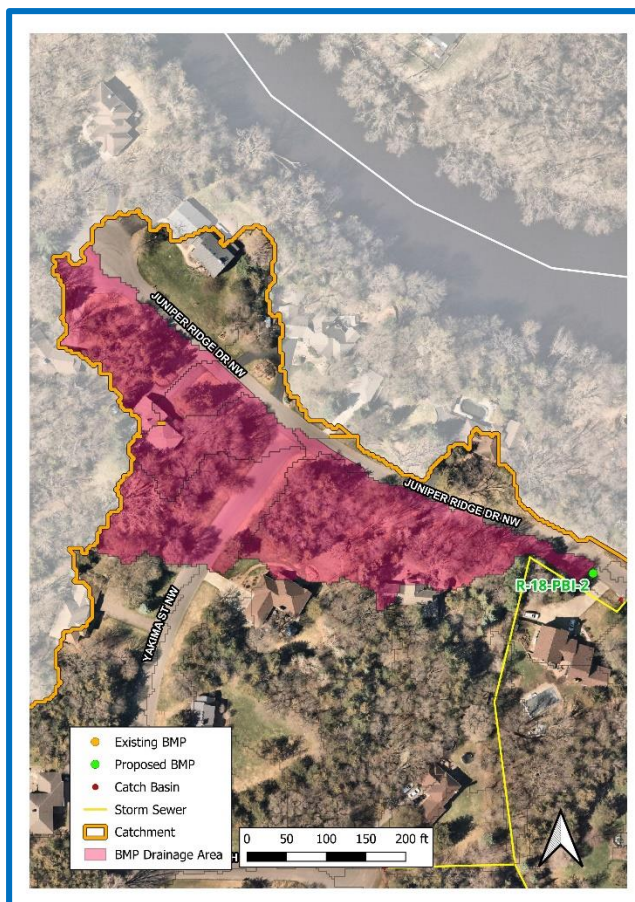 JUNIPER RIDGE DR NW
JUNIPER RIDGE DR NW
R-18-PBI-2
YAKIMA ST NW
Existing BMP
Proposed BMP
Catch Basin
Storm Sewer
Catchment
BMP Drainage Area
0 50 100 150 200 ft